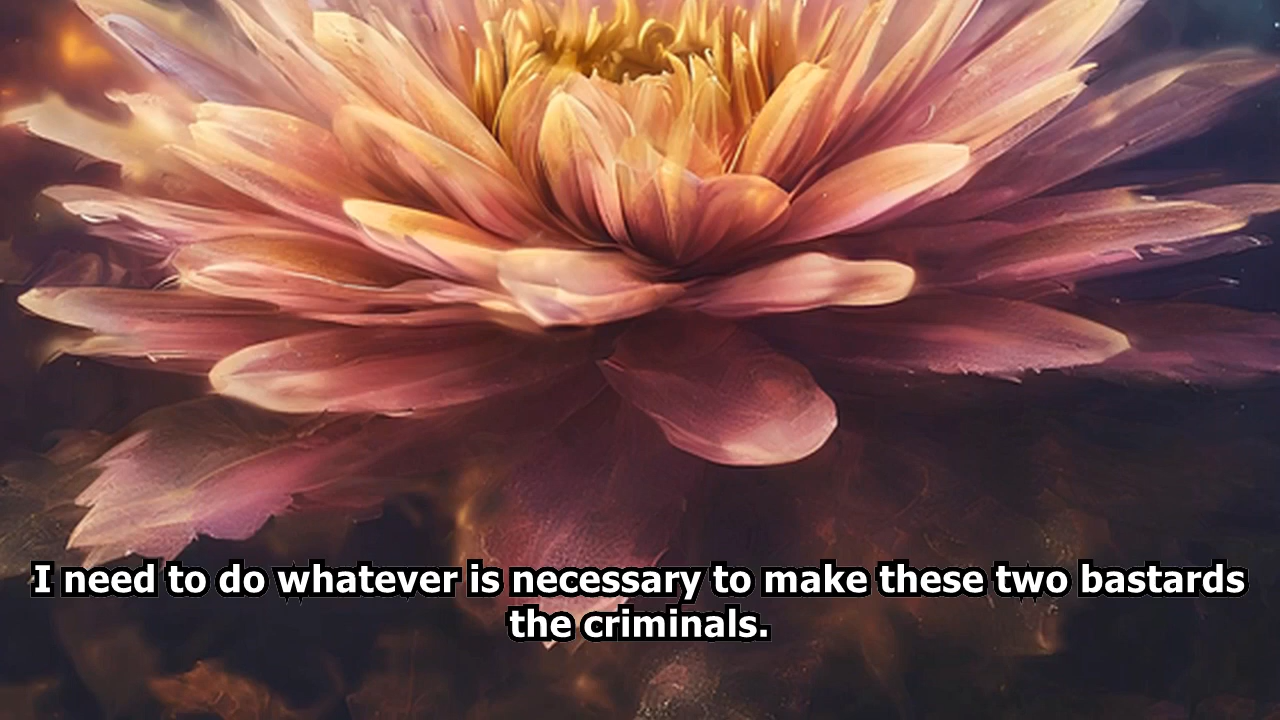 I need to do whatever is necessary to make these two bastards
the criminals.